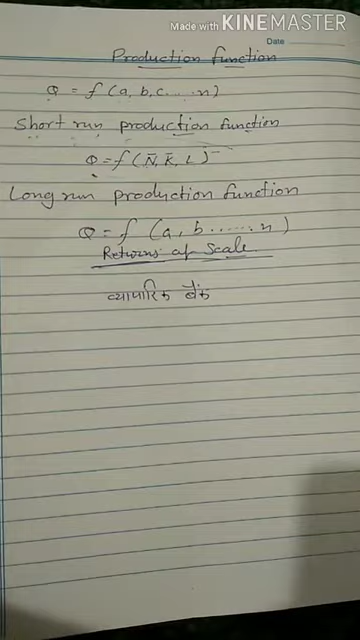 Made with KINEMASTER
Date
Production function
Q = f (a, b, c.....n)
Short run production function
Q = f (N̄, K̄, L)
Long run production function
Q = f (a, b ...... n)
Returns of Scale
व्यापारिक बैंक